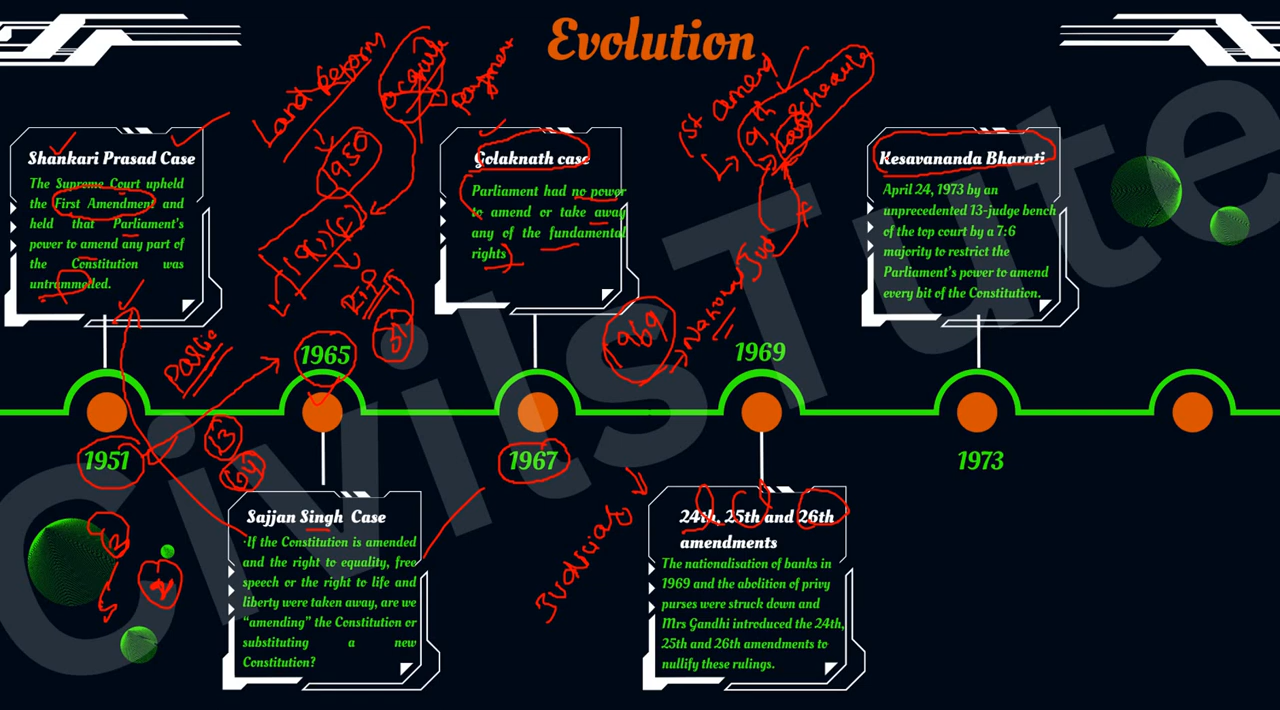 Evolution
Land Reform
acquire
payment
1st Amend
9th
Schedule
1950
Shankari Prasad Case
The Supreme Court upheld
the First Amendment and
held that Parliament's
power to amend any part of
the Constitution was
untrammelled.
Golaknath case
Parliament had no power
to amend or take away
any of the fundamental
rights
Kesavananda Bharati
April 24, 1973 by an
unprecedented 13-judge bench
of the top court by a 7:6
majority to restrict the
Parliament's power to amend
every bit of the Constitution.
19(1)(f)
31
969
National
1965
1969
1951
13
1967
1973
Sajjan Singh Case
·If the Constitution is amended
and the right to equality, free
speech or the right to life and
liberty were taken away, are we
"amending" the Constitution or
substituting a new
Constitution?
24th, 25th and 26th
amendments
The nationalisation of banks in
1969 and the abolition of privy
purses were struck down and
Mrs Gandhi introduced the 24th,
25th and 26th amendments to
nullify these rulings.
CivilsTute